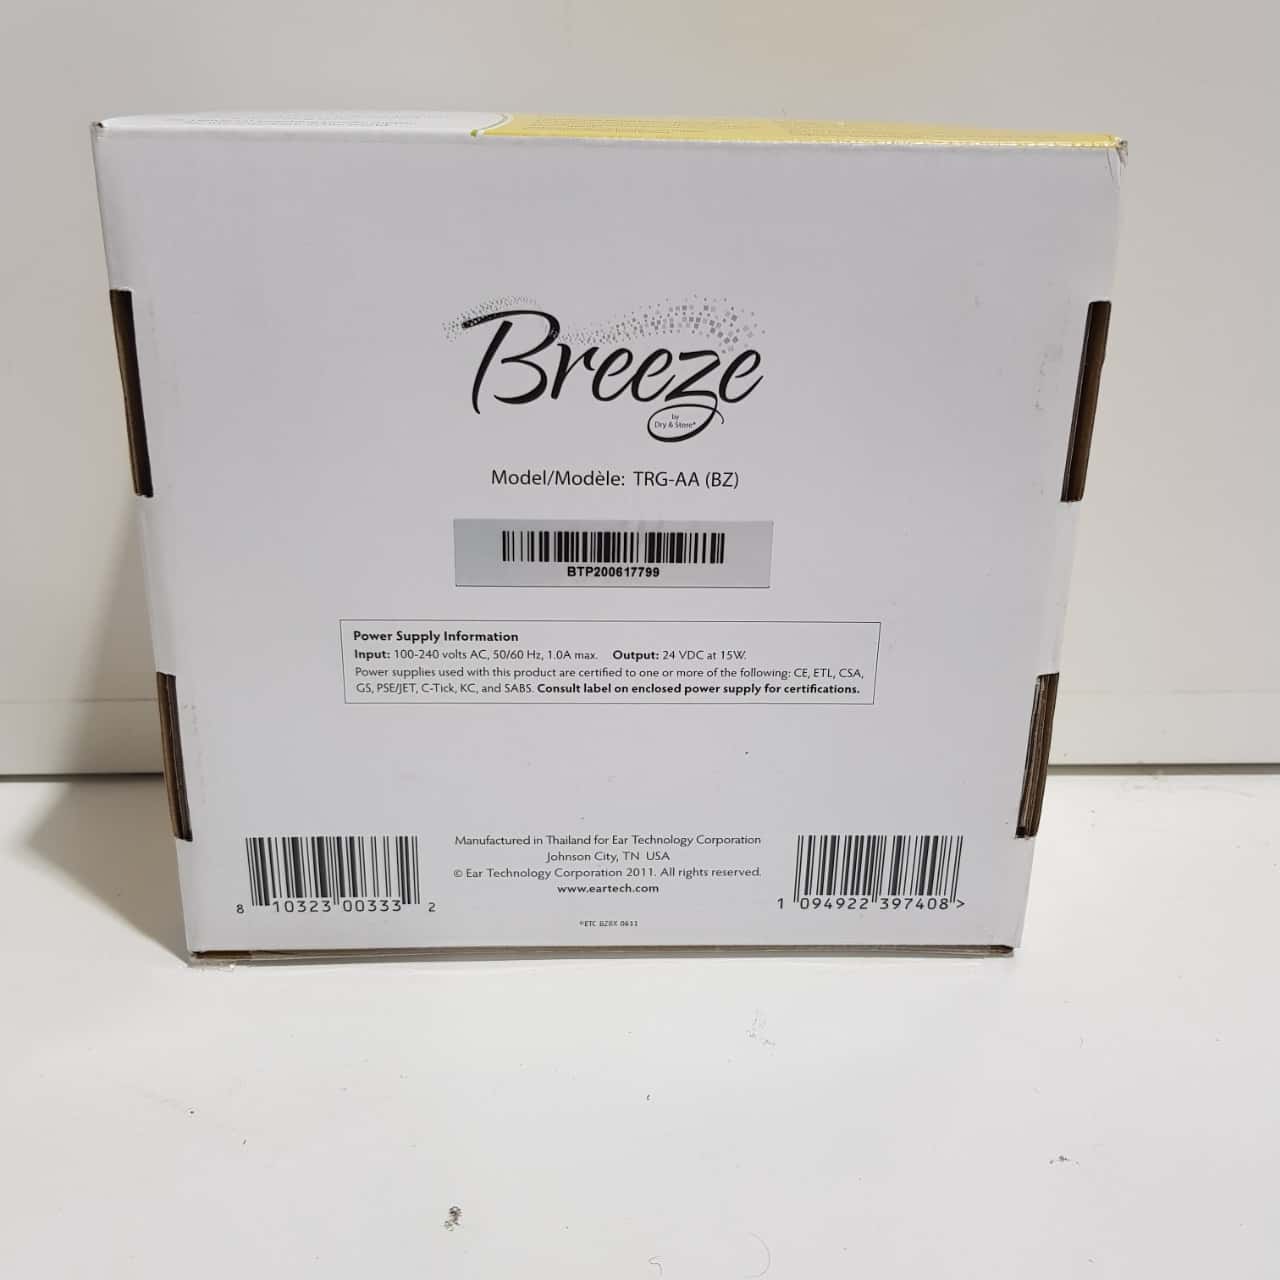 Breeze
by
Dry & Store®
Model/Modèle: TRG-AA (BZ)
BTP200617799
Power Supply Information
Input: 100-240 volts AC, 50/60 Hz, 1.0A max. Output: 24 VDC at 15W.
Power supplies used with this product are certified to one or more of the following: CE, ETL, CSA,
GS, PSE/JET, C-Tick, KC, and SABS. Consult label on enclosed power supply for certifications.
Manufactured in Thailand for Ear Technology Corporation
Johnson City, TN USA
© Ear Technology Corporation 2011. All rights reserved.
www.eartech.com
8 10323 00333 2
1 094922 397408 >
*ETC BZBX 0611